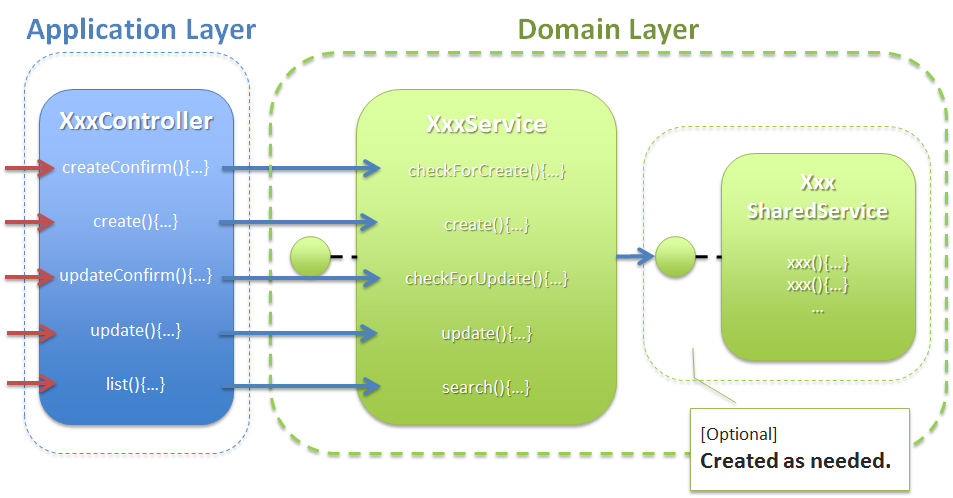 Application Layer
Domain Layer
XxxController
createConfirm(){...}
create(){...}
updateConfirm(){...}
update(){...}
list(){...}
XxxService
checkForCreate(){...}
create(){...}
checkForUpdate(){...}
update(){...}
search(){...}
Xxx
SharedService
xxx(){...}
xxx(){...}
...
[Optional]
Created as needed.